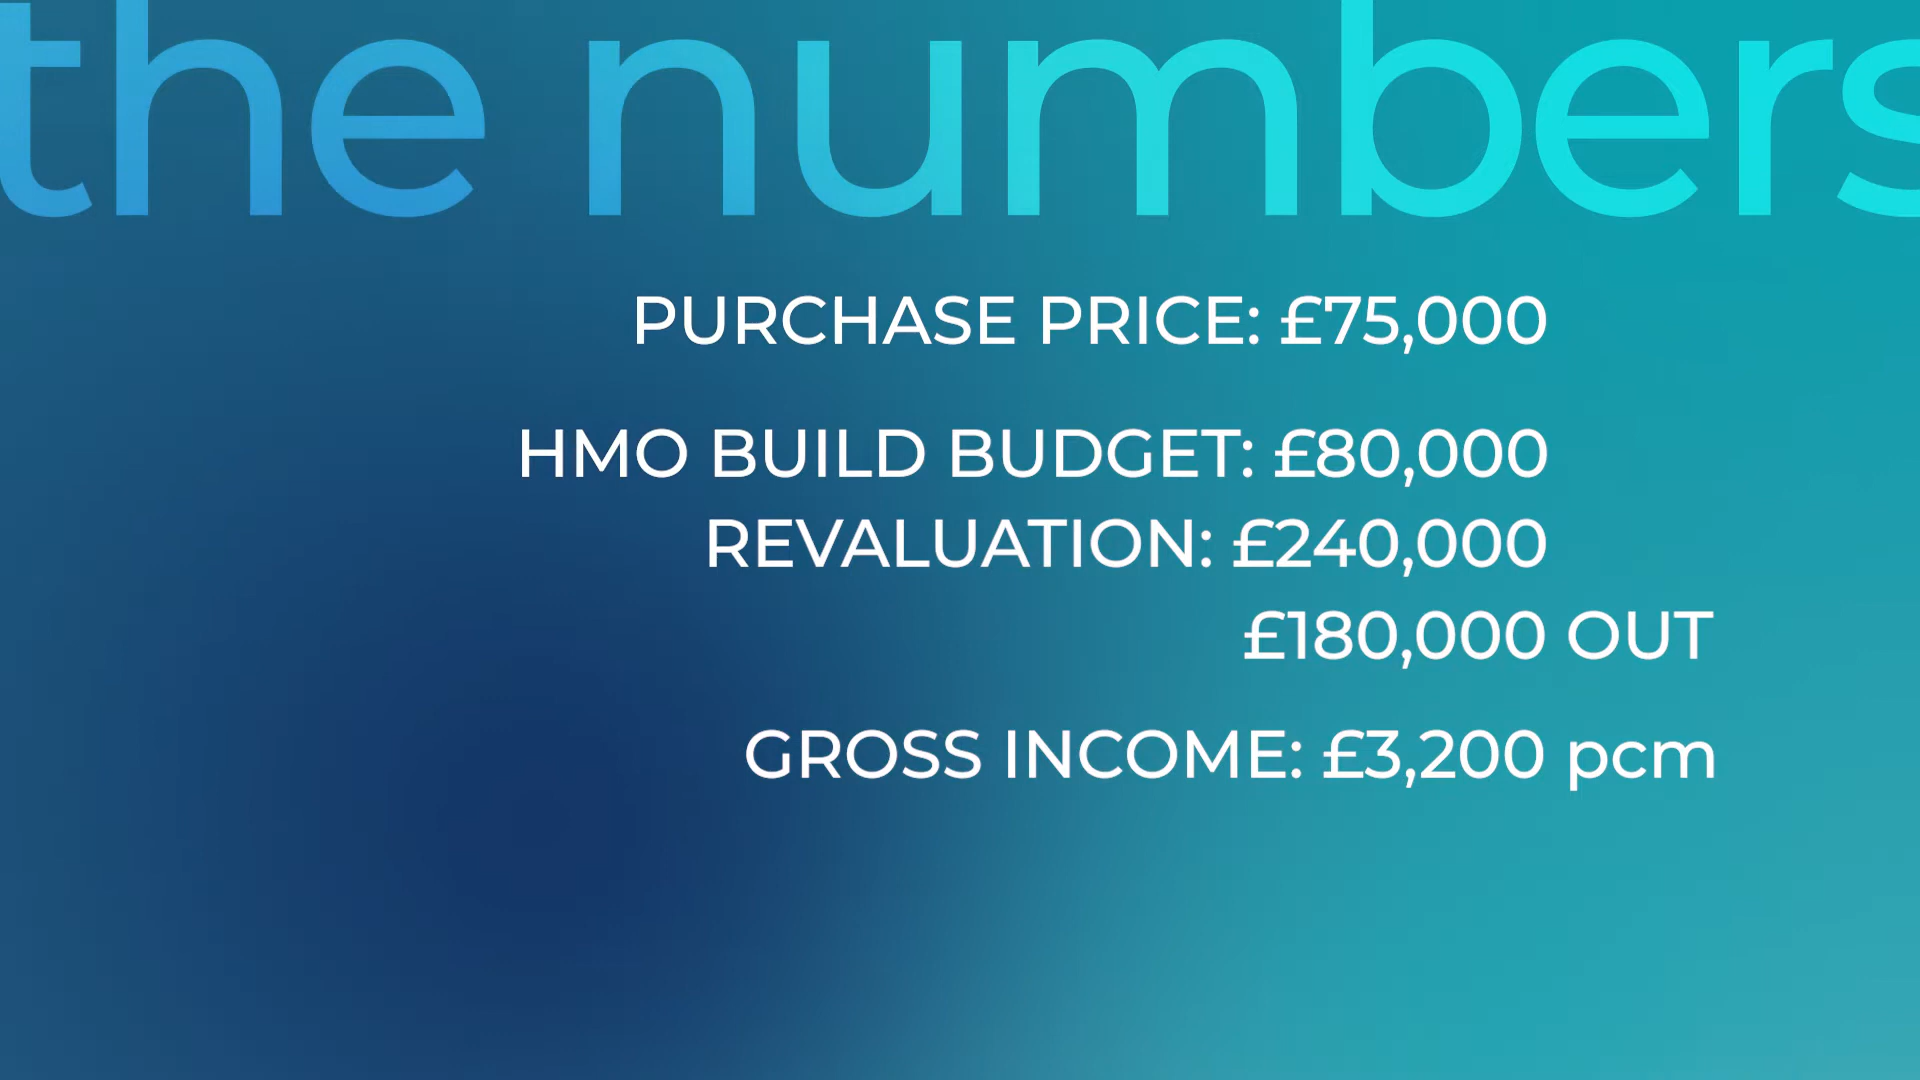 the numbers
PURCHASE PRICE: £75,000
HMO BUILD BUDGET: £80,000
REVALUATION: £240,000
£180,000 OUT
GROSS INCOME: £3,200 pcm